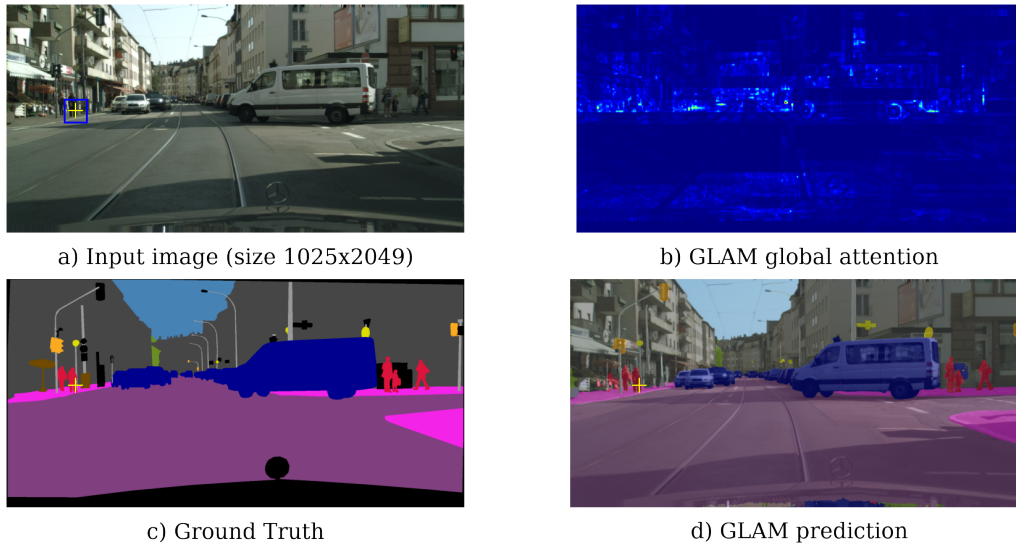 a) Input image (size 1025x2049)
b) GLAM global attention
c) Ground Truth
d) GLAM prediction